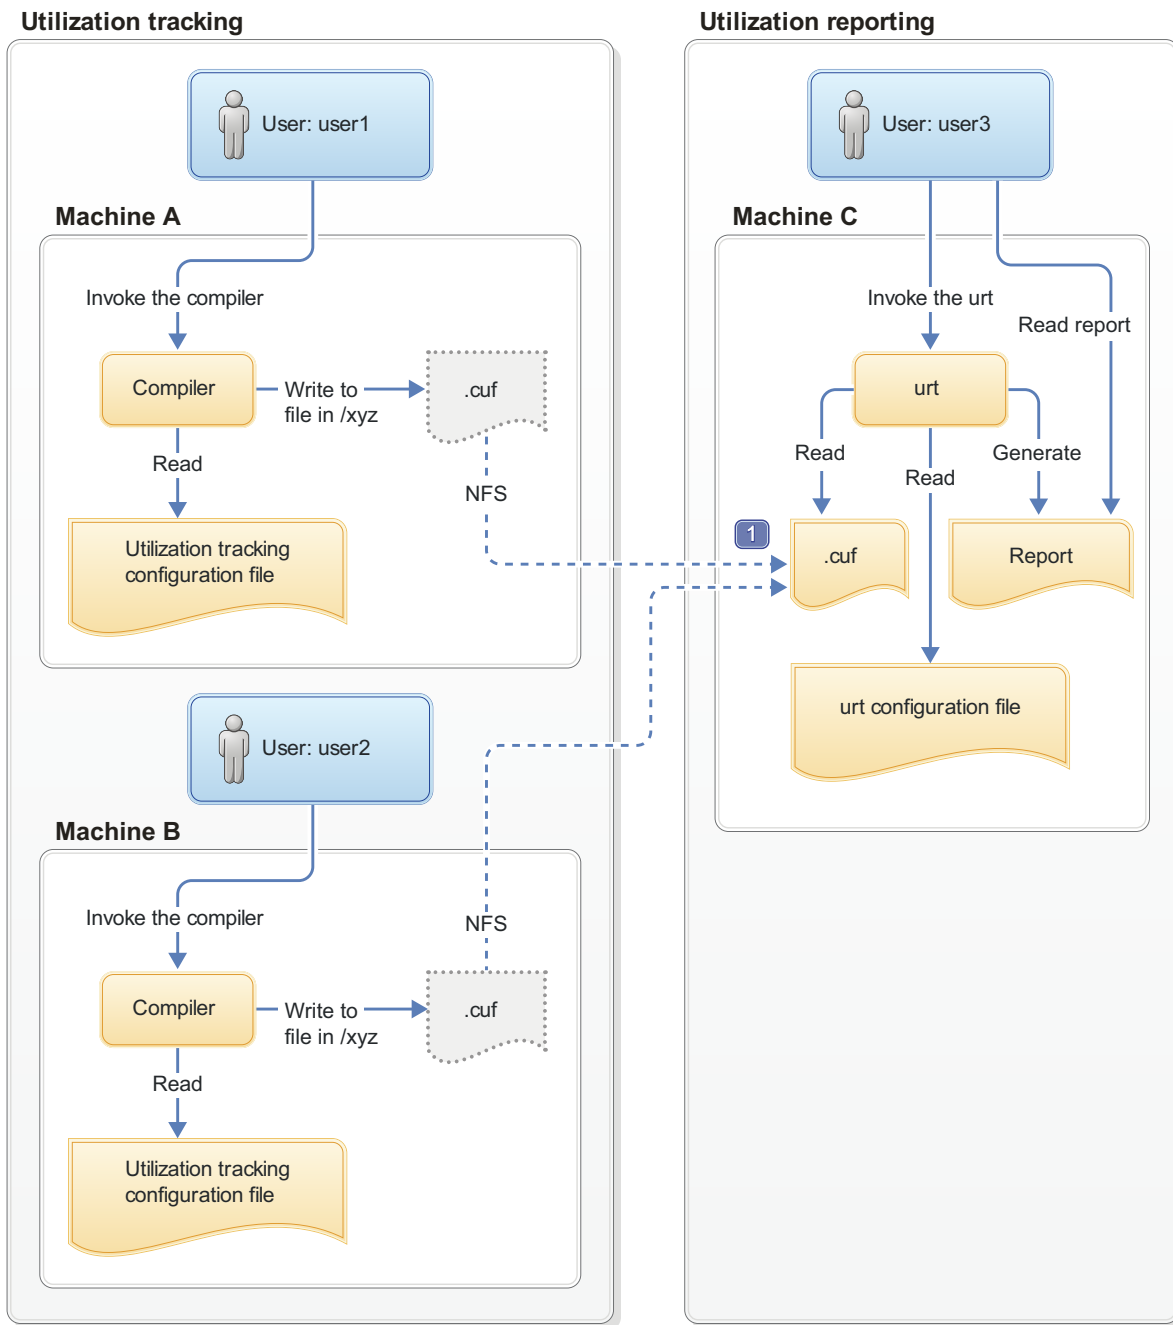 Utilization tracking
User: user1
Machine A
Invoke the compiler
Compiler
Write to
file in /xyz
.cuf
Read
NFS
Utilization tracking
configuration file
User: user2
Machine B
Invoke the compiler
NFS
Compiler
Write to
file in /xyz
.cuf
Read
Utilization tracking
configuration file
Utilization reporting
User: user3
Machine C
Invoke the urt
Read report
urt
Read
Read
Generate
1
.cuf
Report
urt configuration file